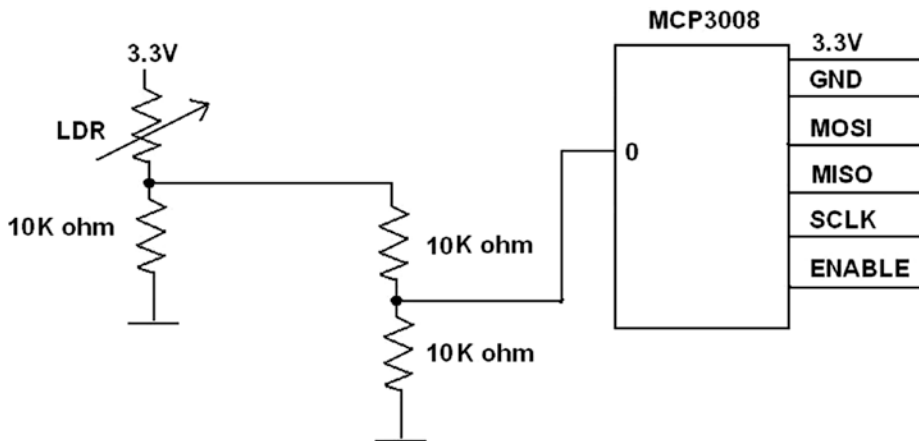 MCP3008
3.3V
LDR
10K ohm
10K ohm
10K ohm
0
3.3V
GND
MOSI
MISO
SCLK
ENABLE